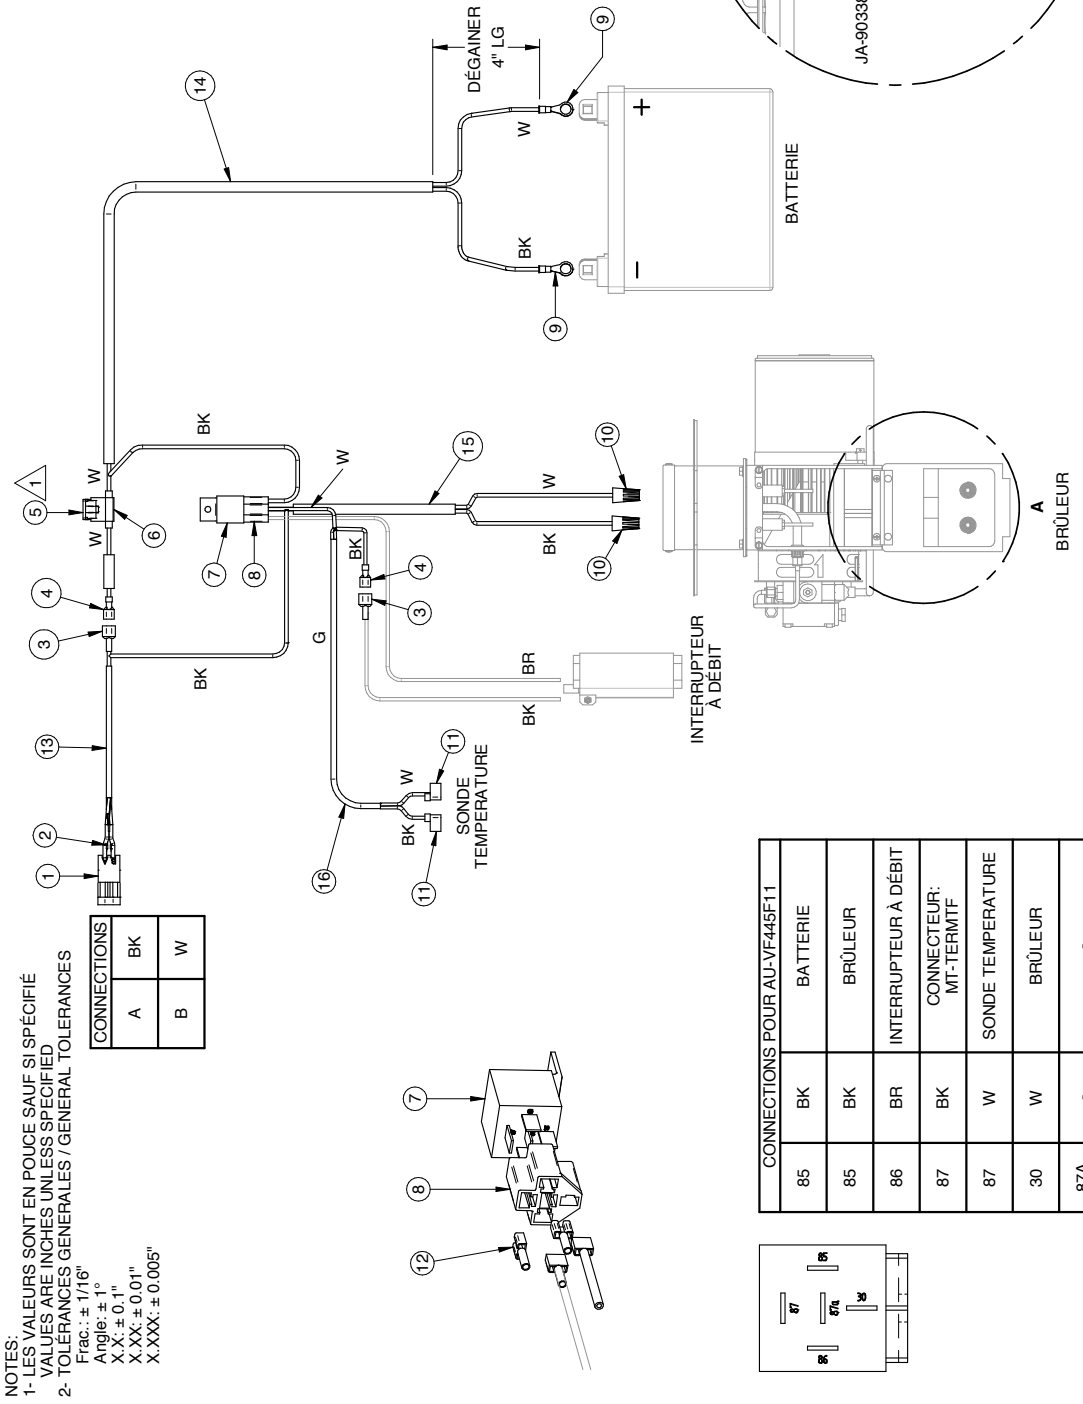 NOTES:
1- LES VALEURS SONT EN POUCE SAUF SI SPÉCIFIÉ
VALUES ARE INCHES UNLESS SPECIFIED
2- TOLÉRANCES GENERALES / GENERAL TOLERANCES
Frac.: ± 1/16"
Angle: ± 1°
X.X: ± 0.1"
X.XX: ± 0.01"
X.XXX: ± 0.005"
CONNECTIONS
A BK
B W
1
2
13
3
4
5
1
6
W
W
BK
BK
14
7
8
W
15
G
BK
4
3
16
BK
W
11
11
SONDE
TEMPERATURE
BK
BR
INTERRUPTEUR
À DÉBIT
BK
W
10
10
A
BRÛLEUR
DÉGAINER
4" LG
BK
W
9
9
BATTERIE
JA-90338
12
8
7
85
87
87a
30
86
CONNECTIONS POUR AU-VF445F11
85 BK BATTERIE
85 BK BRÛLEUR
86 BR INTERRUPTEUR À DÉBIT
87 BK CONNECTEUR:
MT-TERMTF
87 W SONDE TEMPERATURE
30 W BRÛLEUR
87A